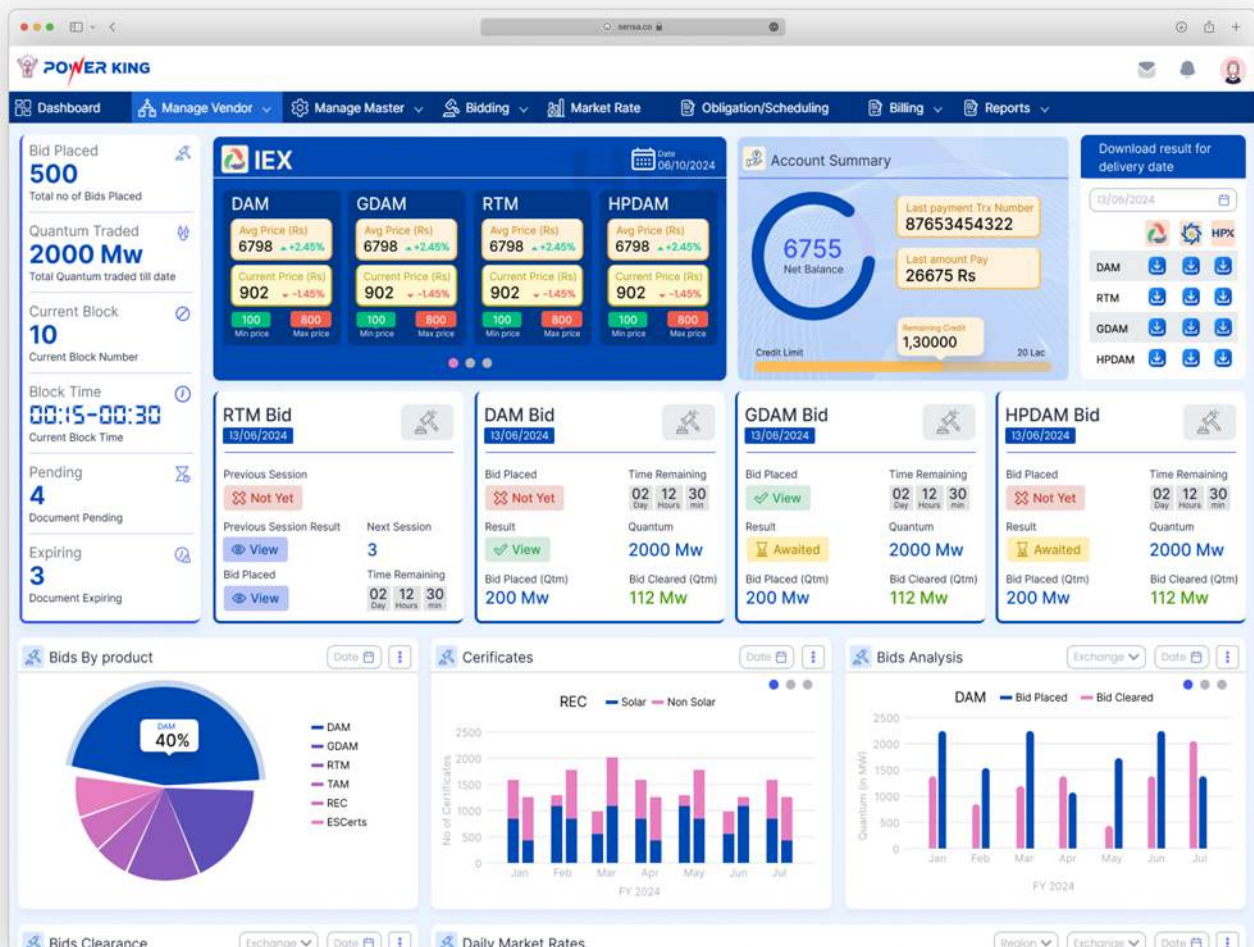 sensa.co
POWER KING
Dashboard
Manage Vendor
Manage Master
Bidding
Market Rate
Obligation/Scheduling
Billing
Reports
Bid Placed
500
Total no of Bids Placed
Quantum Traded
2000 Mw
Total Quantum traded till date
Current Block
10
Current Block Number
Block Time
00:15-00:30
Current Block Time
Pending
4
Document Pending
Expiring
3
Document Expiring
IEX
Date
06/10/2024
DAM GDAM RTM HPDAM
Avg Price (Rs) Avg Price (Rs) Avg Price (Rs) Avg Price (Rs)
6798 +2.45% 6798 +2.45% 6798 +2.45% 6798 +2.45%
Current Price (Rs) Current Price (Rs) Current Price (Rs) Current Price (Rs)
902 -1.45% 902 -1.45% 902 -1.45% 902 -1.45%
100 800 100 800 100 800 100 800
Min price Max price Min price Max price Min price Max price Min price Max price
Account Summary
6755
Net Balance
Last payment Trx Number
87653454322
Last amount Pay
26675 Rs
Remaining Credit
1,30000
Credit Limit 20 Lac
Download result for
delivery date
13/06/2024
HPX
DAM
RTM
GDAM
HPDAM
RTM Bid
13/06/2024
Previous Session
Not Yet
Previous Session Result Next Session
View 3
Bid Placed Time Remaining
View 02 12 30
Day Hours min
DAM Bid
13/06/2024
Bid Placed Time Remaining
Not Yet 02 12 30
Day Hours min
Result Quantum
View 2000 Mw
Bid Placed (Qtm) Bid Cleared (Qtm)
200 Mw 112 Mw
GDAM Bid
13/06/2024
Bid Placed Time Remaining
View 02 12 30
Day Hours min
Result Quantum
Awaited 2000 Mw
Bid Placed (Qtm) Bid Cleared (Qtm)
200 Mw 112 Mw
HPDAM Bid
13/06/2024
Bid Placed Time Remaining
Not Yet 02 12 30
Day Hours min
Result Quantum
Awaited 2000 Mw
Bid Placed (Qtm) Bid Cleared (Qtm)
200 Mw 112 Mw
Bids By product
Date
DAM
40%
DAM
GDAM
RTM
TAM
REC
ESCerts
Cerificates
Date
REC Solar Non Solar
No of Certificates
2500
2000
1500
1000
500
0
Jan Feb Mar Apr May Jun Jul
FY 2024
Bids Analysis
Exchange Date
DAM Bid Placed Bid Cleared
Quantum (in MW)
2500
2000
1500
1000
500
0
Jan Feb Mar Apr May Jun Jul
FY 2024
Bids Clearance
Exchange Date
Daily Market Rates
Region Exchange Date